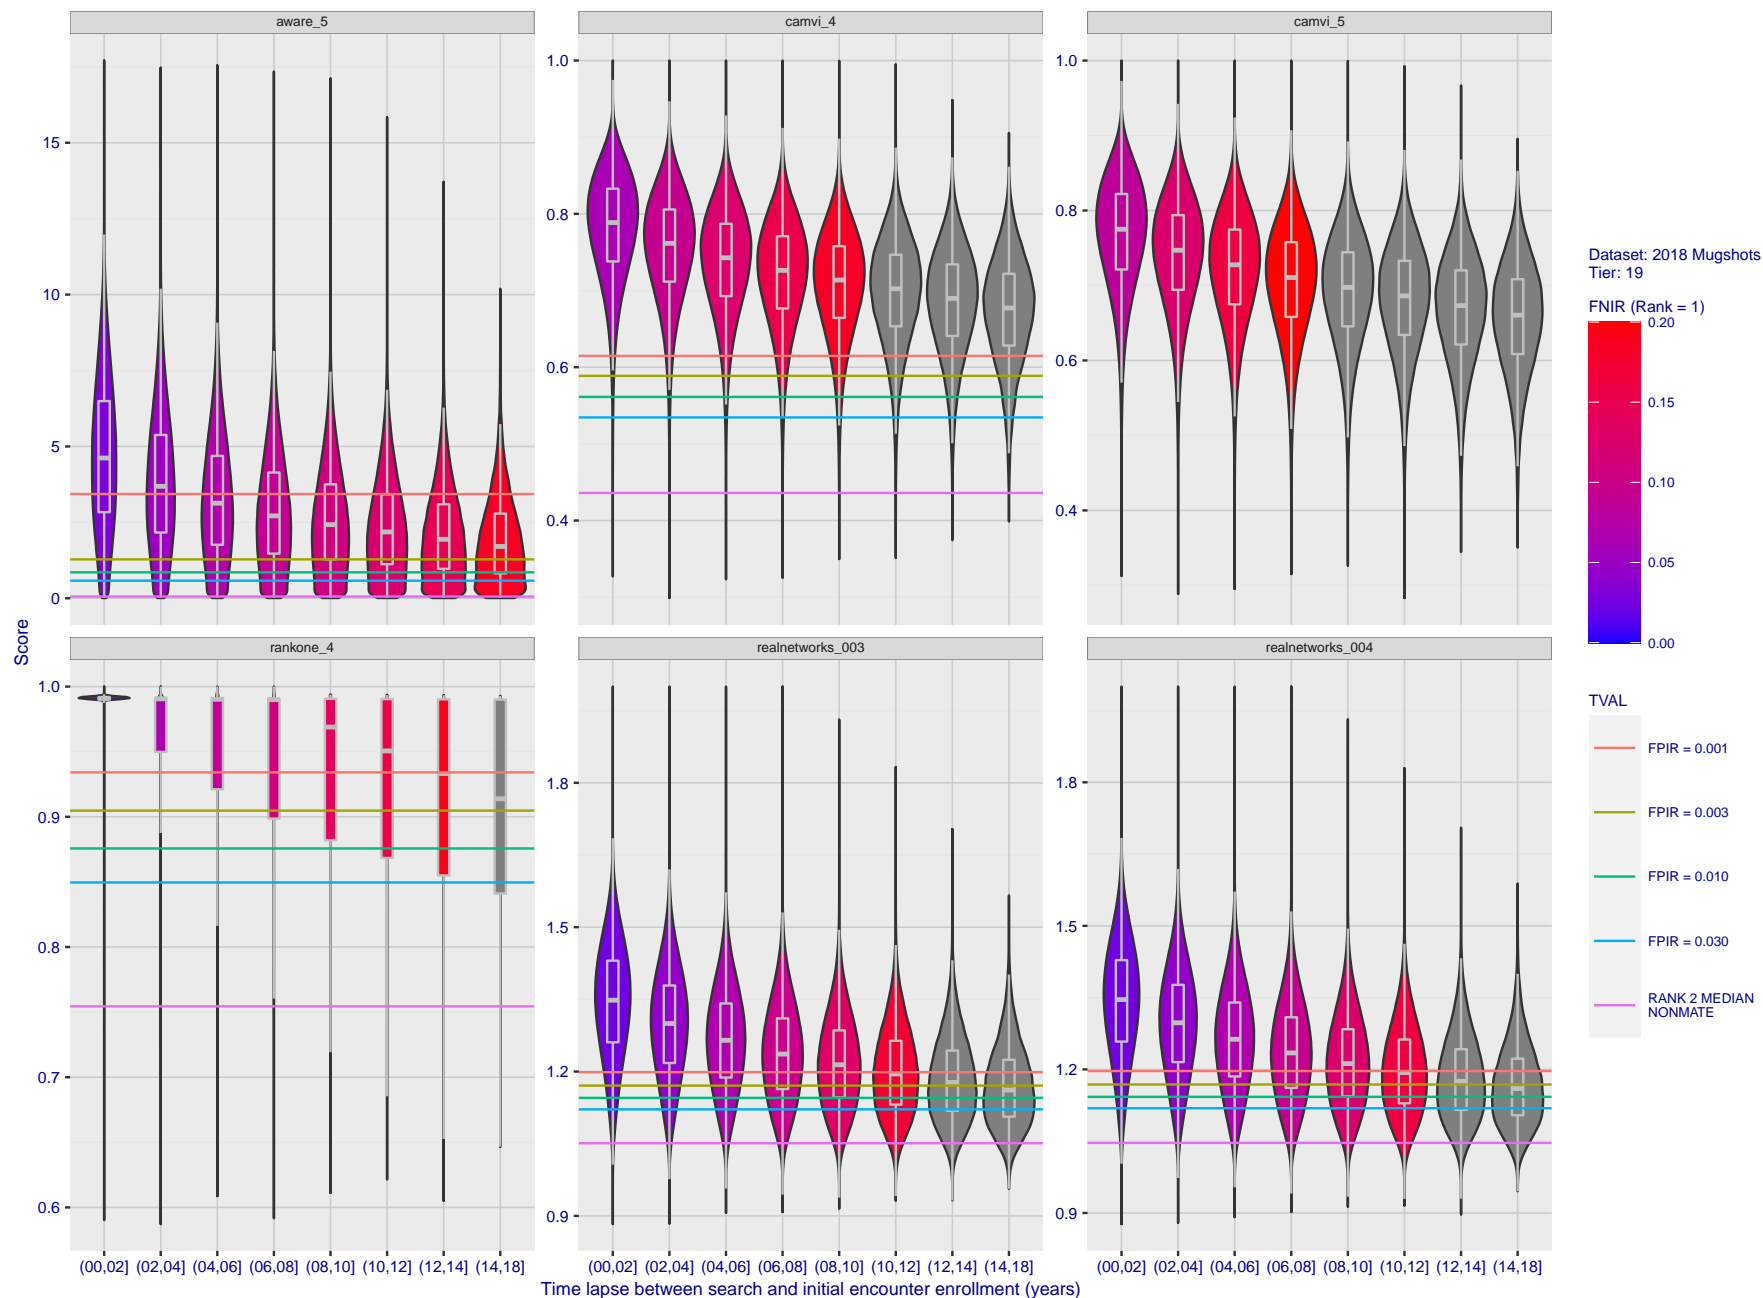 aware_5
camvi_4
camvi_5
15
10
5
0
1.0
0.8
0.6
0.4
1.0
0.8
0.6
0.4
Score
rankone_4
realnetworks_003
realnetworks_004
1.0
0.9
0.8
0.7
0.6
1.8
1.5
1.2
0.9
1.8
1.5
1.2
0.9
(00,02] (02,04] (04,06] (06,08] (08,10] (10,12] (12,14] (14,18]
(00,02] (02,04] (04,06] (06,08] (08,10] (10,12] (12,14] (14,18]
(00,02] (02,04] (04,06] (06,08] (08,10] (10,12] (12,14] (14,18]
Time lapse between search and initial encounter enrollment (years)
Dataset: 2018 Mugshots
Tier: 19
FNIR (Rank = 1)
0.20
0.15
0.10
0.05
0.00
TVAL
FPIR = 0.001
FPIR = 0.003
FPIR = 0.010
FPIR = 0.030
RANK 2 MEDIAN
NONMATE